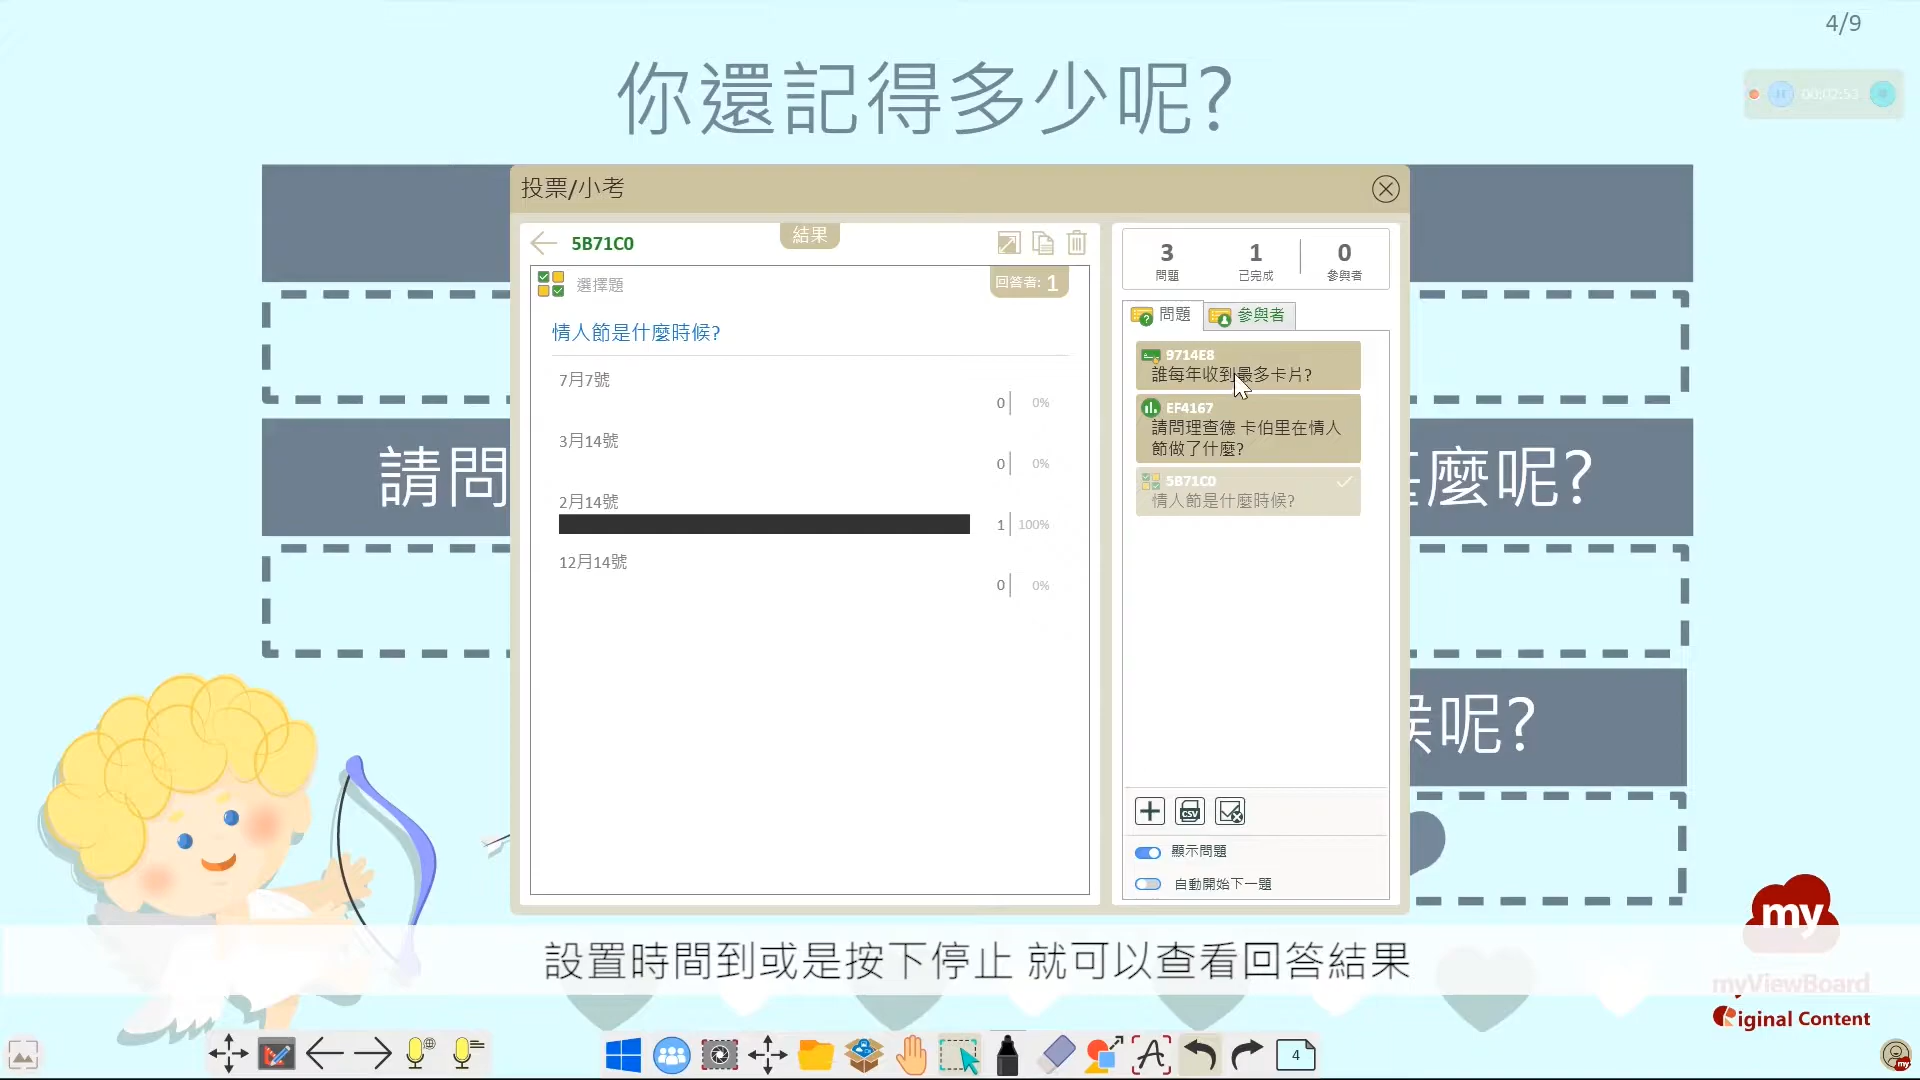 4/9
你還記得多少呢?
00:02:53
投票/小考
5B71C0
結果
選擇題
回答者: 1
情人節是什麼時候?
7月7號
0 0%
3月14號
0 0%
2月14號
1 100%
12月14號
0 0%
3 1 0
問題 已完成 參與者
問題 參與者
9714E8
誰每年收到最多卡片?
EF4167
請問理查德 卡伯里在情人
節做了什麼?
5B71C0
情人節是什麼時候?
CSV
顯示問題
自動開始下一題
請問
麼呢?
候呢?
設置時間到或是按下停止 就可以查看回答結果
my
myViewBoard
Original Content
4